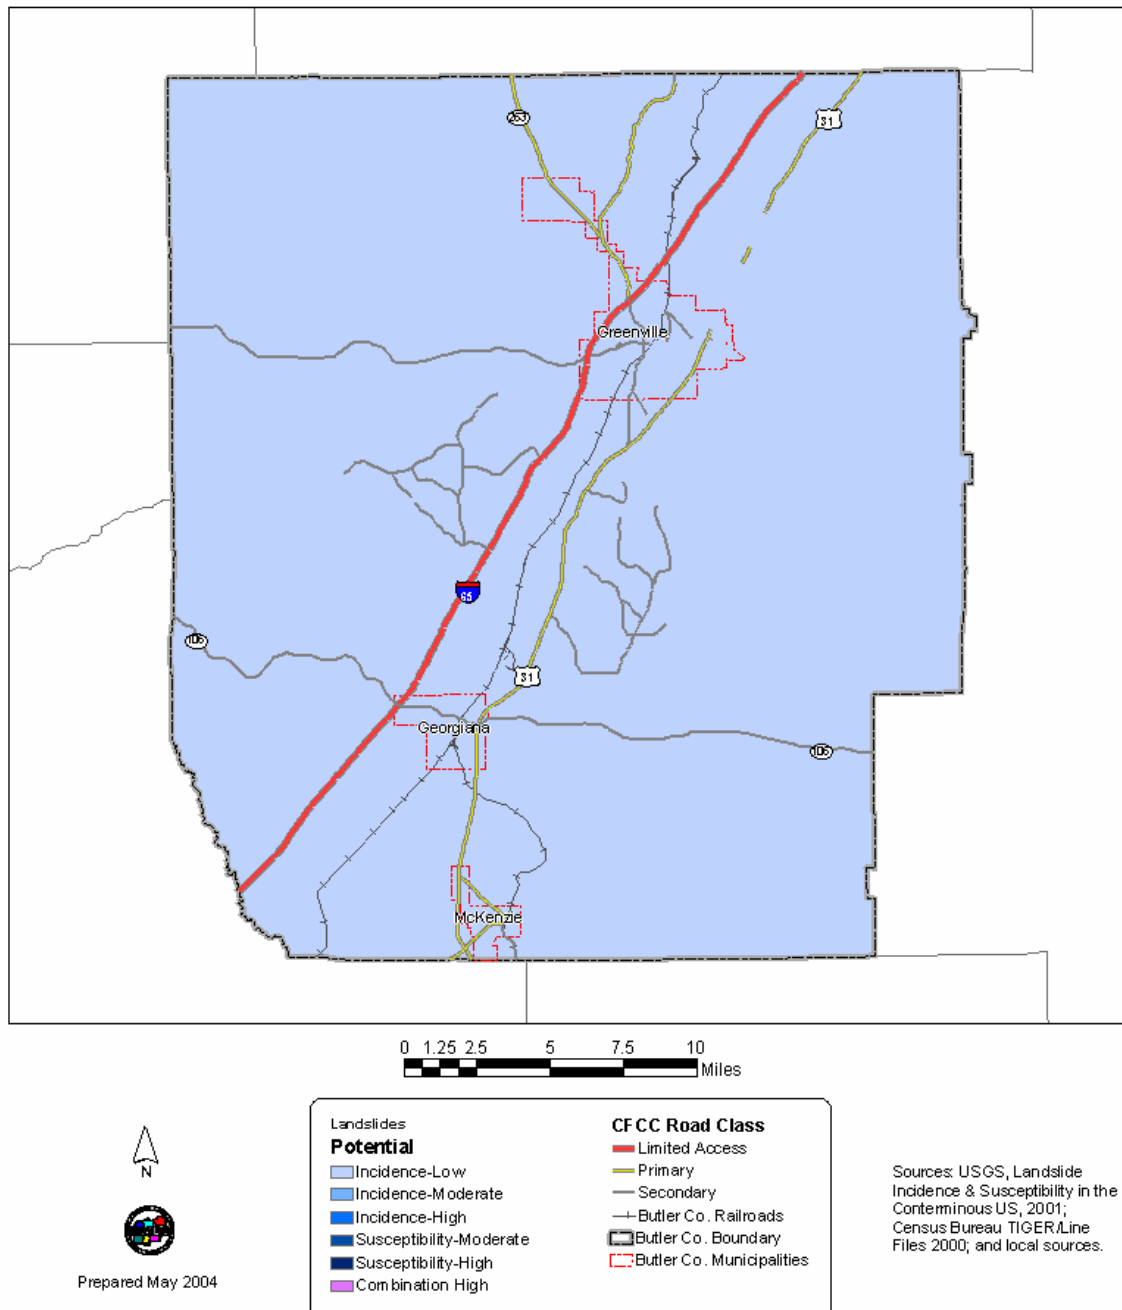 263
31
Greenville
65
106
31
Georgiana
106
McKenzie
0 1.25 2.5 5 7.5 10
Miles
N
Prepared May 2004
Landslides
Potential
Incidence-Low
Incidence-Moderate
Incidence-High
Susceptibility-Moderate
Susceptibility-High
Combination High
CFCC Road Class
Limited Access
Primary
Secondary
Butler Co. Railroads
Butler Co. Boundary
Butler Co. Municipalities
Sources: USGS, Landslide
Incidence & Susceptibility in the
Conterminous US, 2001;
Census Bureau TIGER/Line
Files 2000; and local sources.